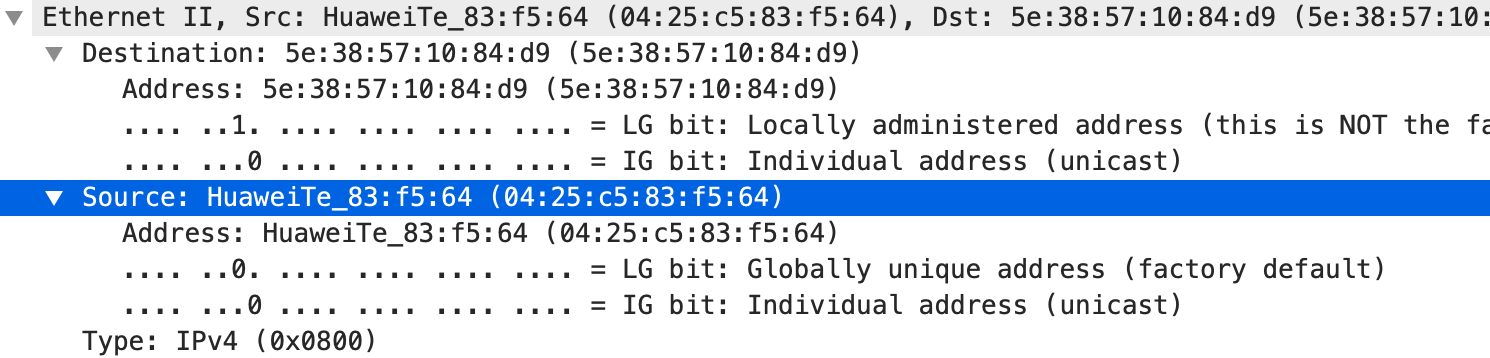 Ethernet II, Src: HuaweiTe_83:f5:64 (04:25:c5:83:f5:64), Dst: 5e:38:57:10:84:d9 (5e:38:57:10:
Destination: 5e:38:57:10:84:d9 (5e:38:57:10:84:d9)
Address: 5e:38:57:10:84:d9 (5e:38:57:10:84:d9)
.... ..1. .... .... .... .... = LG bit: Locally administered address (this is NOT the fa
.... ...0 .... .... .... .... = IG bit: Individual address (unicast)
Source: HuaweiTe_83:f5:64 (04:25:c5:83:f5:64)
Address: HuaweiTe_83:f5:64 (04:25:c5:83:f5:64)
.... ..0. .... .... .... .... = LG bit: Globally unique address (factory default)
.... ...0 .... .... .... .... = IG bit: Individual address (unicast)
Type: IPv4 (0x0800)